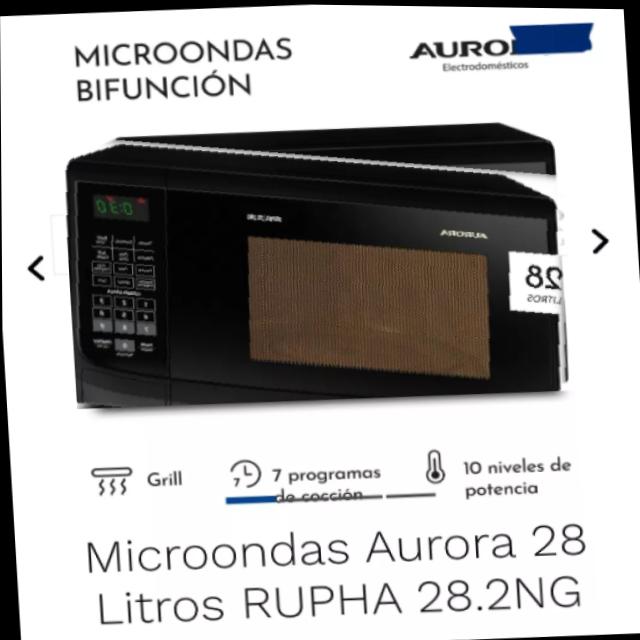 MICROONDAS
BIFUNCIÓN
AURO
Electrodomésticos
AURORA
28
LITROS
Grill
7 programas
de cocción
10 niveles de
potencia
Microondas Aurora 28
Litros RUPHA 28.2NG